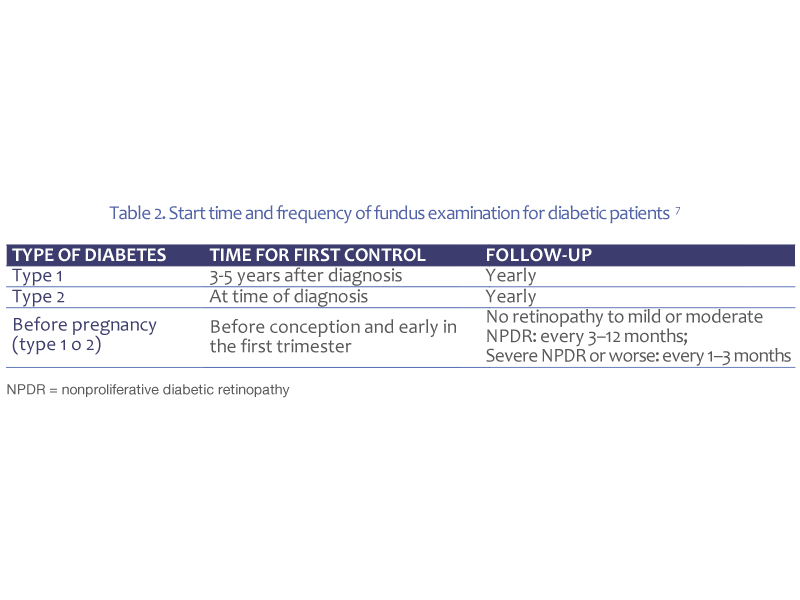 Table 2. Start time and frequency of fundus examination for diabetic patients 7
TYPE OF DIABETES TIME FOR FIRST CONTROL FOLLOW-UP
Type 1 3-5 years after diagnosis Yearly
Type 2 At time of diagnosis Yearly
Before pregnancy
(type 1 o 2)
Before conception and early in
the first trimester
No retinopathy to mild or moderate
NPDR: every 3–12 months;
Severe NPDR or worse: every 1–3 months
NPDR = nonproliferative diabetic retinopathy